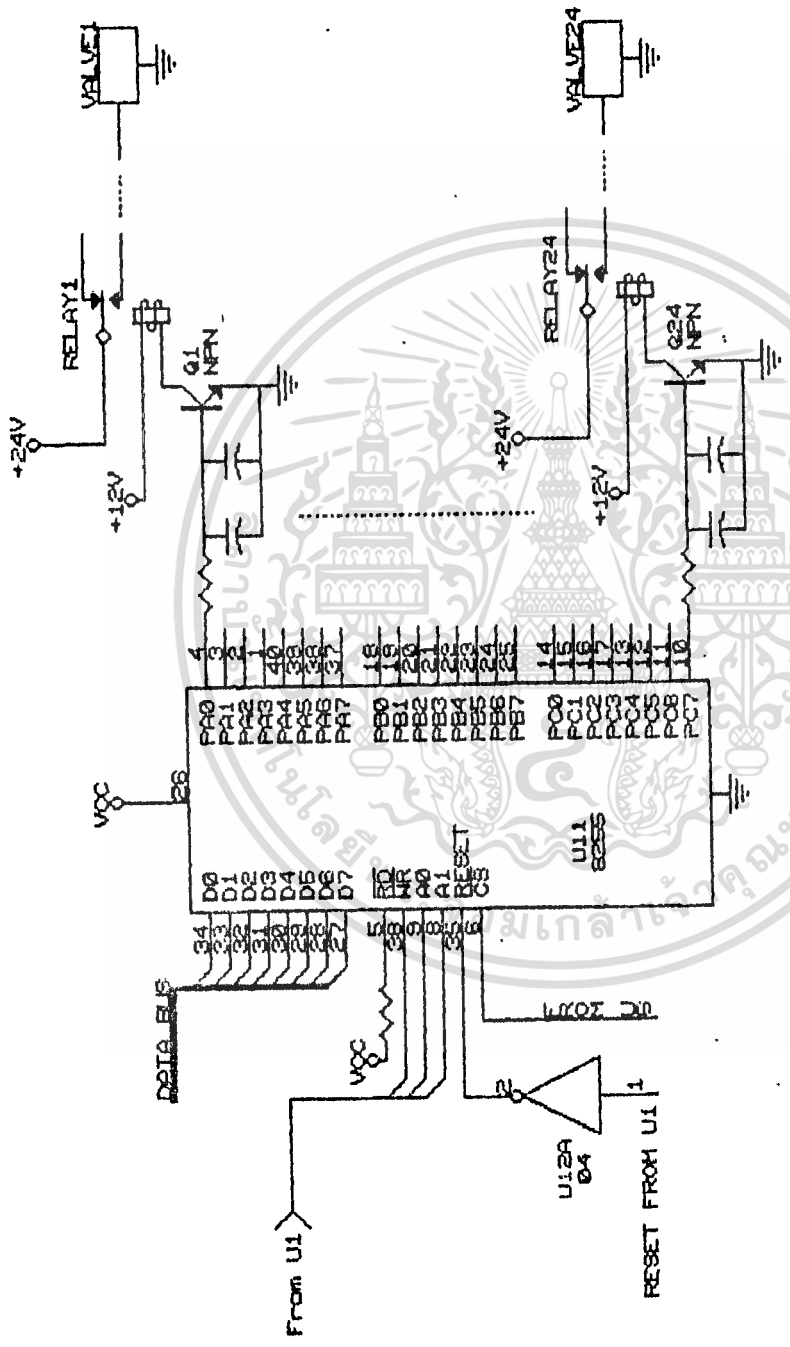 +24V
RELAY1
VALVE1
+12V
Q1
NPN
+24V
RELAY24
VALVE24
+12V
Q24
NPN
VCC
26
DATA BUS
34 D0
33 D1
32 D2
31 D3
30 D4
29 D5
28 D6
27 D7
VCC
5 RD
WR
9 A0
8 A1
35 RESET
6 CS
From U1
U12A
04
2
1
RESET FROM U1
U11
8255
PA0 4
PA1 3
PA2 2
PA3 1
PA4 40
PA5
PA6 38
PA7 37
PB0 18
PB1 19
PB2 20
PB3 21
PB4 22
PB5 23
PB6 24
PB7 25
PC0 14
PC1 15
PC2 16
PC3 17
PC4 13
PC5 12
PC6 11
PC7 10